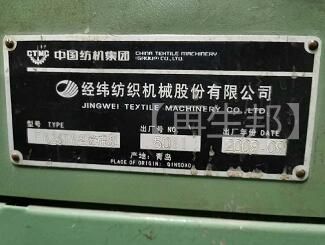 CTMC 中国纺机集团 CHINA TEXTILE MACHINERY (GROUP) CO., LTD.
经纬纺织机械股份有限公司
JINGWEI TEXTILE MACHINERY CO., LTD
【再生邦】
型号 TYPE 出厂号 NO. 出厂年份 DATE
2009-09
产地：青岛
PLACE OF ORIGIN: QINGDAO